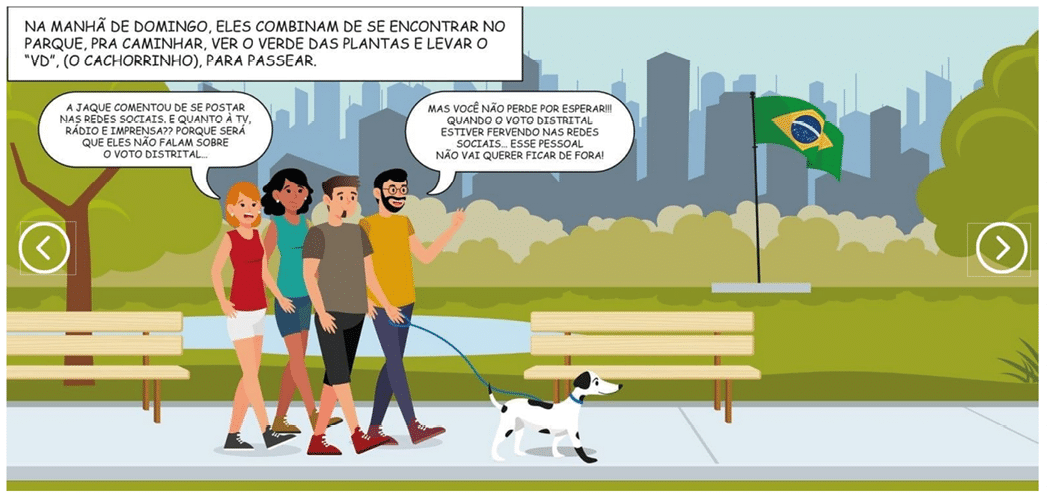 NA MANHÃ DE DOMINGO, ELES COMBINAM DE SE ENCONTRAR NO
PARQUE, PRA CAMINHAR, VER O VERDE DAS PLANTAS E LEVAR O
"VD", (O CACHORRINHO), PARA PASSEAR.
A JAQUE COMENTOU DE SE POSTAR
NAS REDES SOCIAIS. E QUANTO À TV,
RÁDIO E IMPRENSA?? PORQUE SERÁ
QUE ELES NÃO FALAM SOBRE
O VOTO DISTRITAL...
MAS VOCÊ NÃO PERDE POR ESPERAR!!!
QUANDO O VOTO DISTRITAL
ESTIVER FERVENDO NAS REDES
SOCIAIS... ESSE PESSOAL
NÃO VAI QUERER FICAR DE FORA!